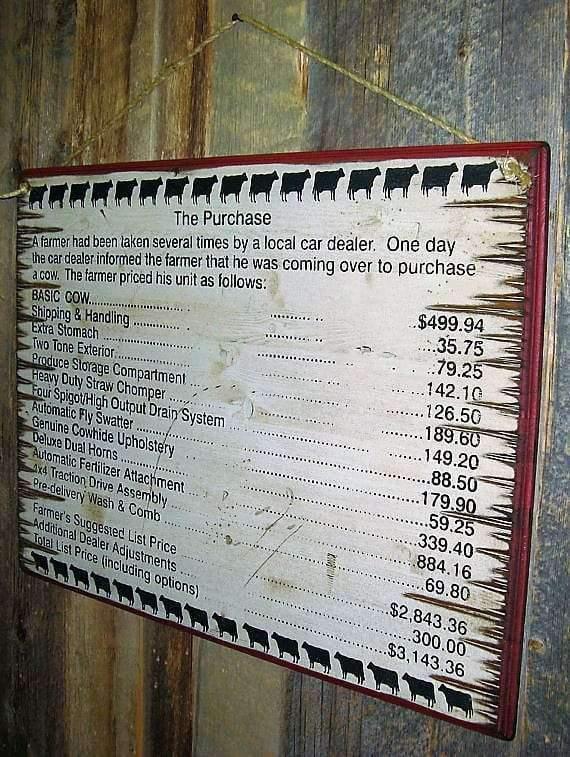 The Purchase
A farmer had been taken several times by a local car dealer. One day
the car dealer informed the farmer that he was coming over to purchase
a cow. The farmer priced his unit as follows:
BASIC COW.................... $499.94
Shipping & Handling .................... 35.75
Extra Stomach .................... 79.25
Two Tone Exterior .................... 142.10
Produce Storage Compartment .................... 126.50
Heavy Duty Straw Chomper .................... 189.60
Four Spigot/High Output Drain System .................... 149.20
Automatic Fly Swatter .................... 88.50
Genuine Cowhide Upholstery .................... 179.90
Deluxe Dual Horns .................... 59.25
Automatic Fertilizer Attachment .................... 339.40
4x4 Traction Drive Assembly .................... 884.16
Pre-delivery Wash & Comb .................... 69.80
Farmer's Suggested List Price .................... $2,843.36
Additional Dealer Adjustments .................... 300.00
Total List Price (including options) .................... $3,143.36